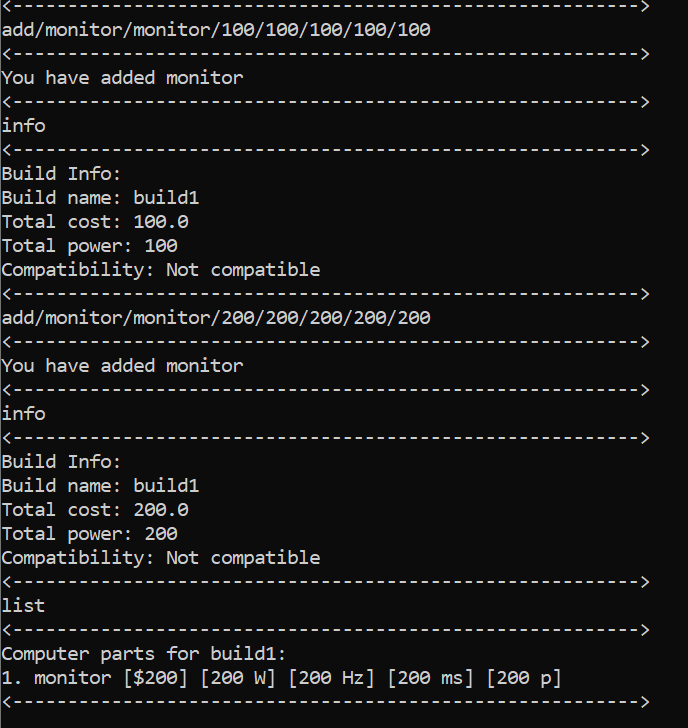 <--------------------------------------------------------->
add/monitor/monitor/100/100/100/100/100
<--------------------------------------------------------->
You have added monitor
<--------------------------------------------------------->
info
<--------------------------------------------------------->
Build Info:
Build name: build1
Total cost: 100.0
Total power: 100
Compatibility: Not compatible
<--------------------------------------------------------->
add/monitor/monitor/200/200/200/200/200
<--------------------------------------------------------->
You have added monitor
<--------------------------------------------------------->
info
<--------------------------------------------------------->
Build Info:
Build name: build1
Total cost: 200.0
Total power: 200
Compatibility: Not compatible
<--------------------------------------------------------->
list
<--------------------------------------------------------->
Computer parts for build1:
1. monitor [$200] [200 W] [200 Hz] [200 ms] [200 p]
<--------------------------------------------------------->